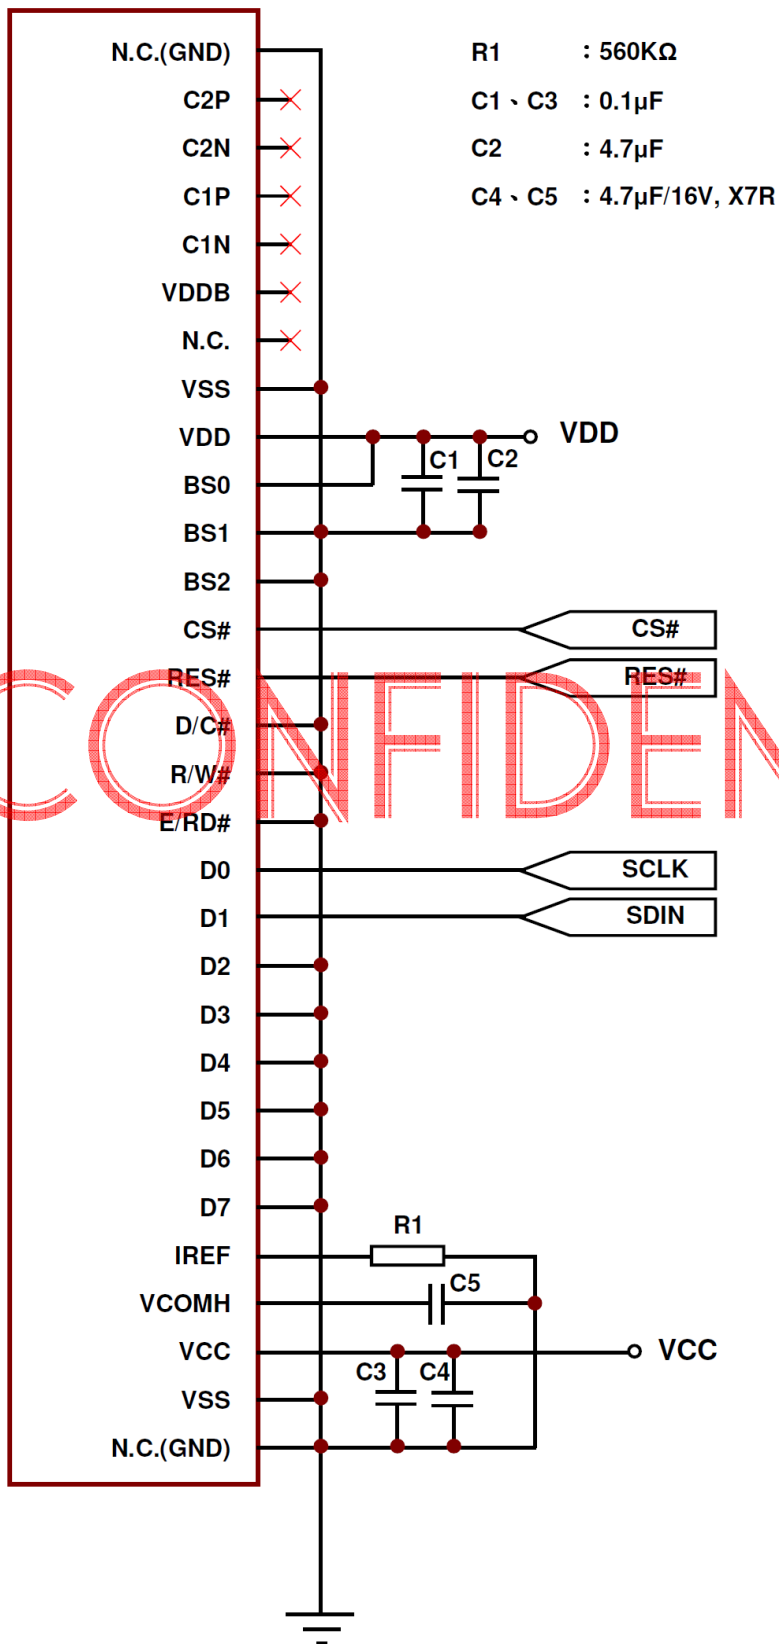 N.C.(GND)
C2P
C2N
C1P
C1N
VDDB
N.C.
VSS
VDD
BS0
BS1
BS2
CS#
RES#
D/C#
R/W#
E/RD#
D0
D1
D2
D3
D4
D5
D6
D7
IREF
VCOMH
VCC
VSS
N.C.(GND)
R1 : 560KΩ
C1、C3 : 0.1μF
C2 : 4.7μF
C4、C5 : 4.7μF/16V, X7R
VDD
C1 C2
CS#
RES#
CONFIDEN
SCLK
SDIN
R1
C5
VCC
C3 C4